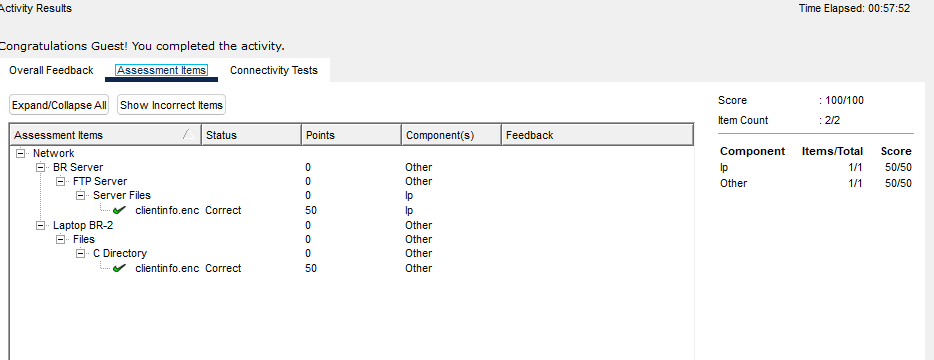 Activity Results Time Elapsed: 00:57:52
Congratulations Guest! You completed the activity.
Overall Feedback Assessment Items Connectivity Tests
Expand/Collapse All Show Incorrect Items
Score : 100/100
Item Count : 2/2
Assessment Items Status Points Component(s) Feedback
Component Items/Total Score
Network
BR Server 0 Other
Ip 1/1 50/50
FTP Server 0 Other
Other 1/1 50/50
Server Files 0 Ip
clientinfo.enc Correct 50 Ip
Laptop BR-2 0 Other
Files 0 Other
C Directory 0 Other
clientinfo.enc Correct 50 Other